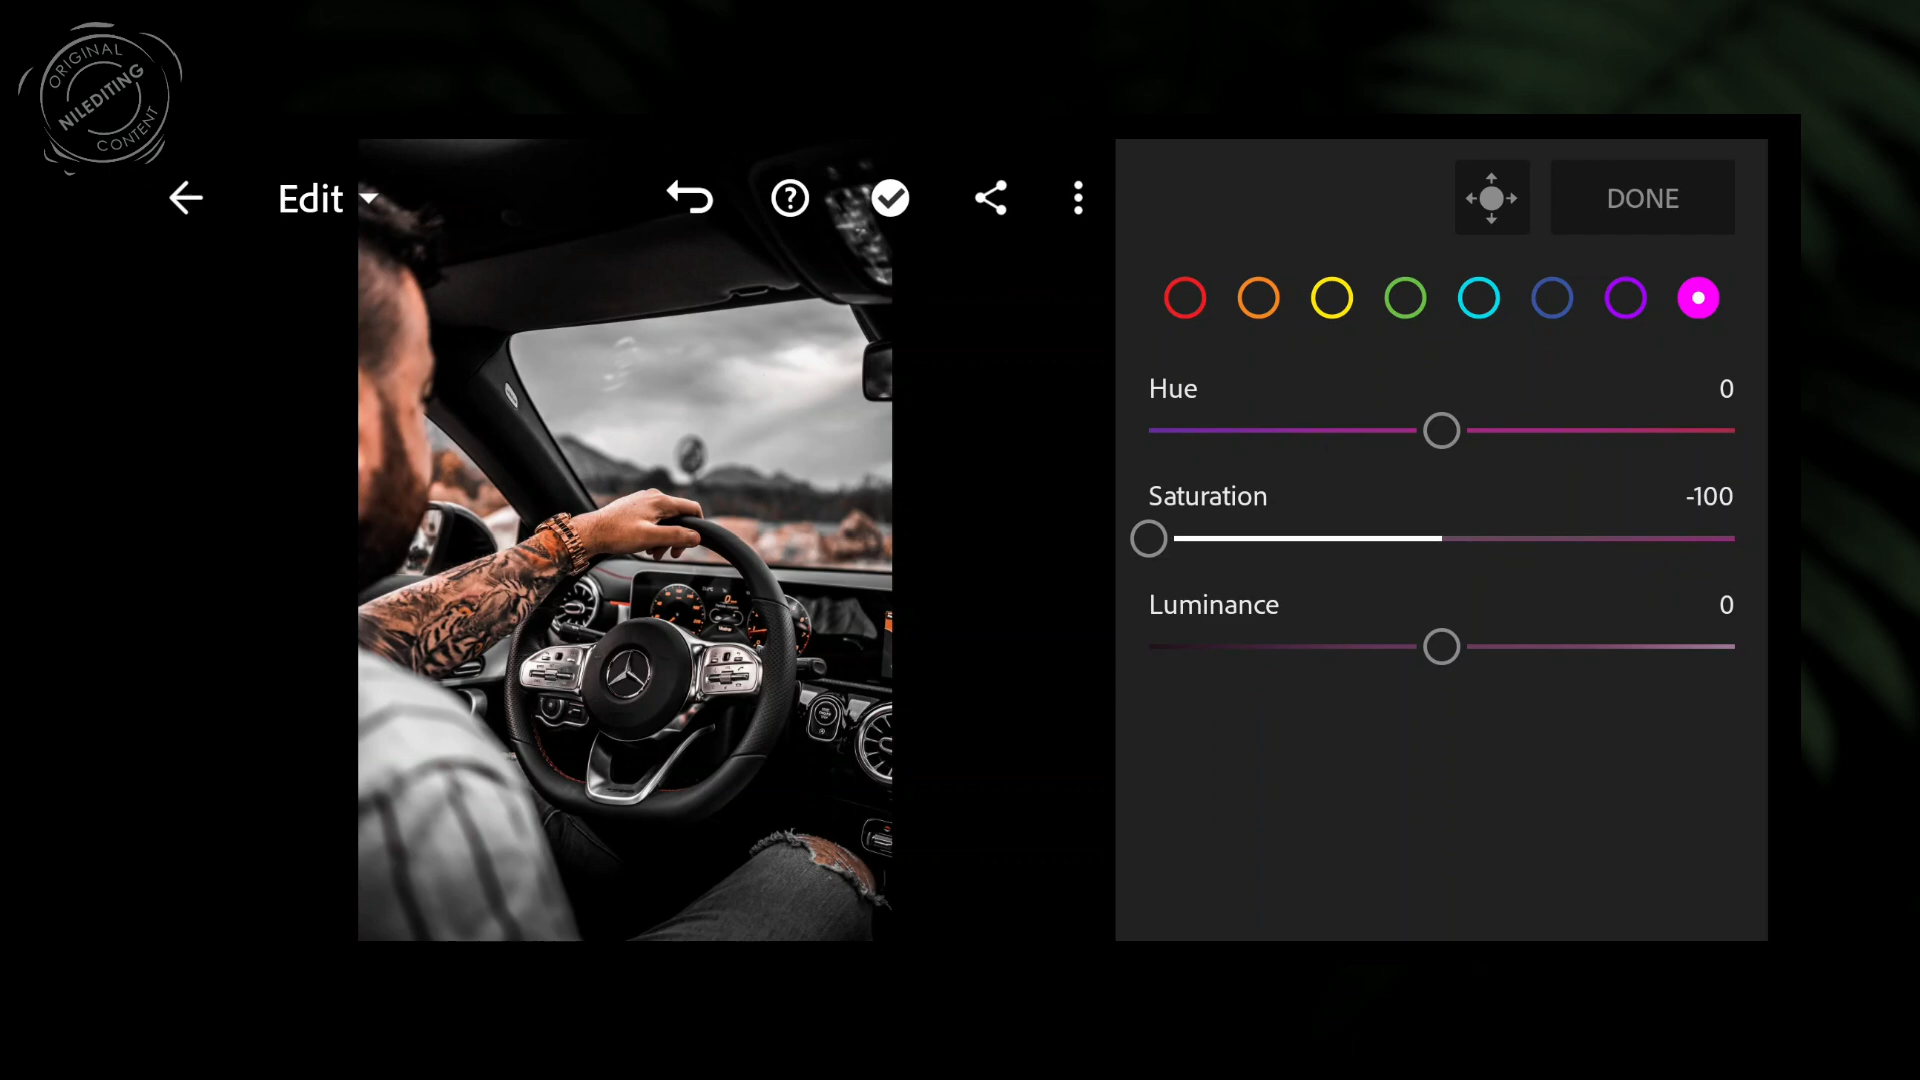 ORIGINAL
NILEDITING
CONTENT
Edit
DONE
Hue
0
Saturation
-100
Luminance
0